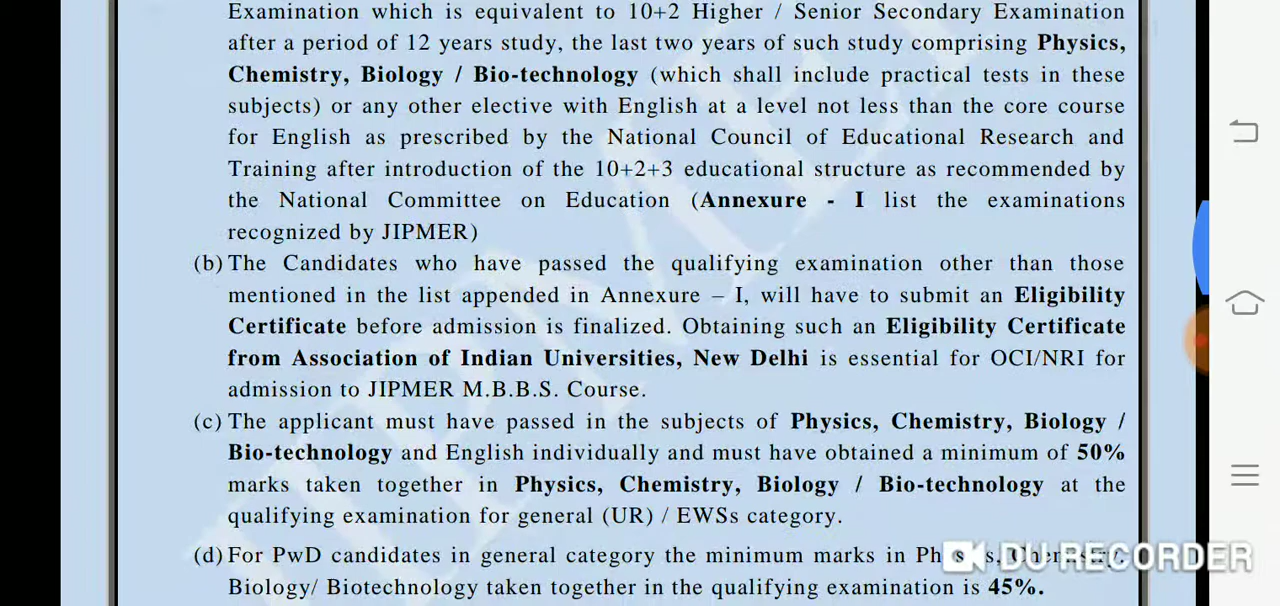 Examination which is equivalent to 10+2 Higher / Senior Secondary Examination
after a period of 12 years study, the last two years of such study comprising Physics,
Chemistry, Biology / Bio-technology (which shall include practical tests in these
subjects) or any other elective with English at a level not less than the core course
for English as prescribed by the National Council of Educational Research and
Training after introduction of the 10+2+3 educational structure as recommended by
the National Committee on Education (Annexure - I list the examinations
recognized by JIPMER)
(b) The Candidates who have passed the qualifying examination other than those
mentioned in the list appended in Annexure – I, will have to submit an Eligibility
Certificate before admission is finalized. Obtaining such an Eligibility Certificate
from Association of Indian Universities, New Delhi is essential for OCI/NRI for
admission to JIPMER M.B.B.S. Course.
(c) The applicant must have passed in the subjects of Physics, Chemistry, Biology /
Bio-technology and English individually and must have obtained a minimum of 50%
marks taken together in Physics, Chemistry, Biology / Bio-technology at the
qualifying examination for general (UR) / EWSs category.
(d) For PwD candidates in general category the minimum marks in
Biology/ Biotechnology taken together in the qualifying examination is 45%.
DU RECORDER
JIPMER